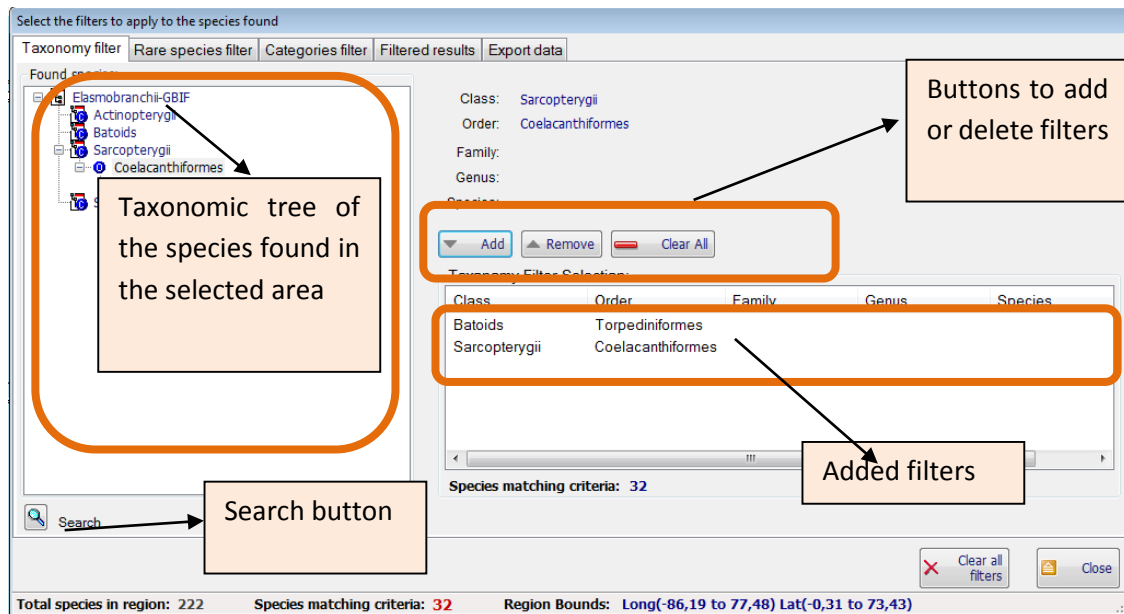 Select the filters to apply to the species found
Taxonomy filter
Rare species filter
Categories filter
Filtered results
Export data
Found species:
Elasmobranchii-GBIF
Actinopterygii
Batoids
Sarcopterygii
Coelacanthiformes
S
Taxonomic tree of
the species found in
the selected area
Search
Search button
Class: Sarcopterygii
Order: Coelacanthiformes
Family:
Genus:
Species:
Buttons to add
or delete filters
Add
Remove
Clear All
Taxonomy Filter Selection:
Class Order Family Genus Species
Batoids Torpediniformes
Sarcopterygii Coelacanthiformes
Added filters
Species matching criteria: 32
Clear all
filters
Close
Total species in region: 222 Species matching criteria: 32 Region Bounds: Long(-86,19 to 77,48) Lat(-0,31 to 73,43)